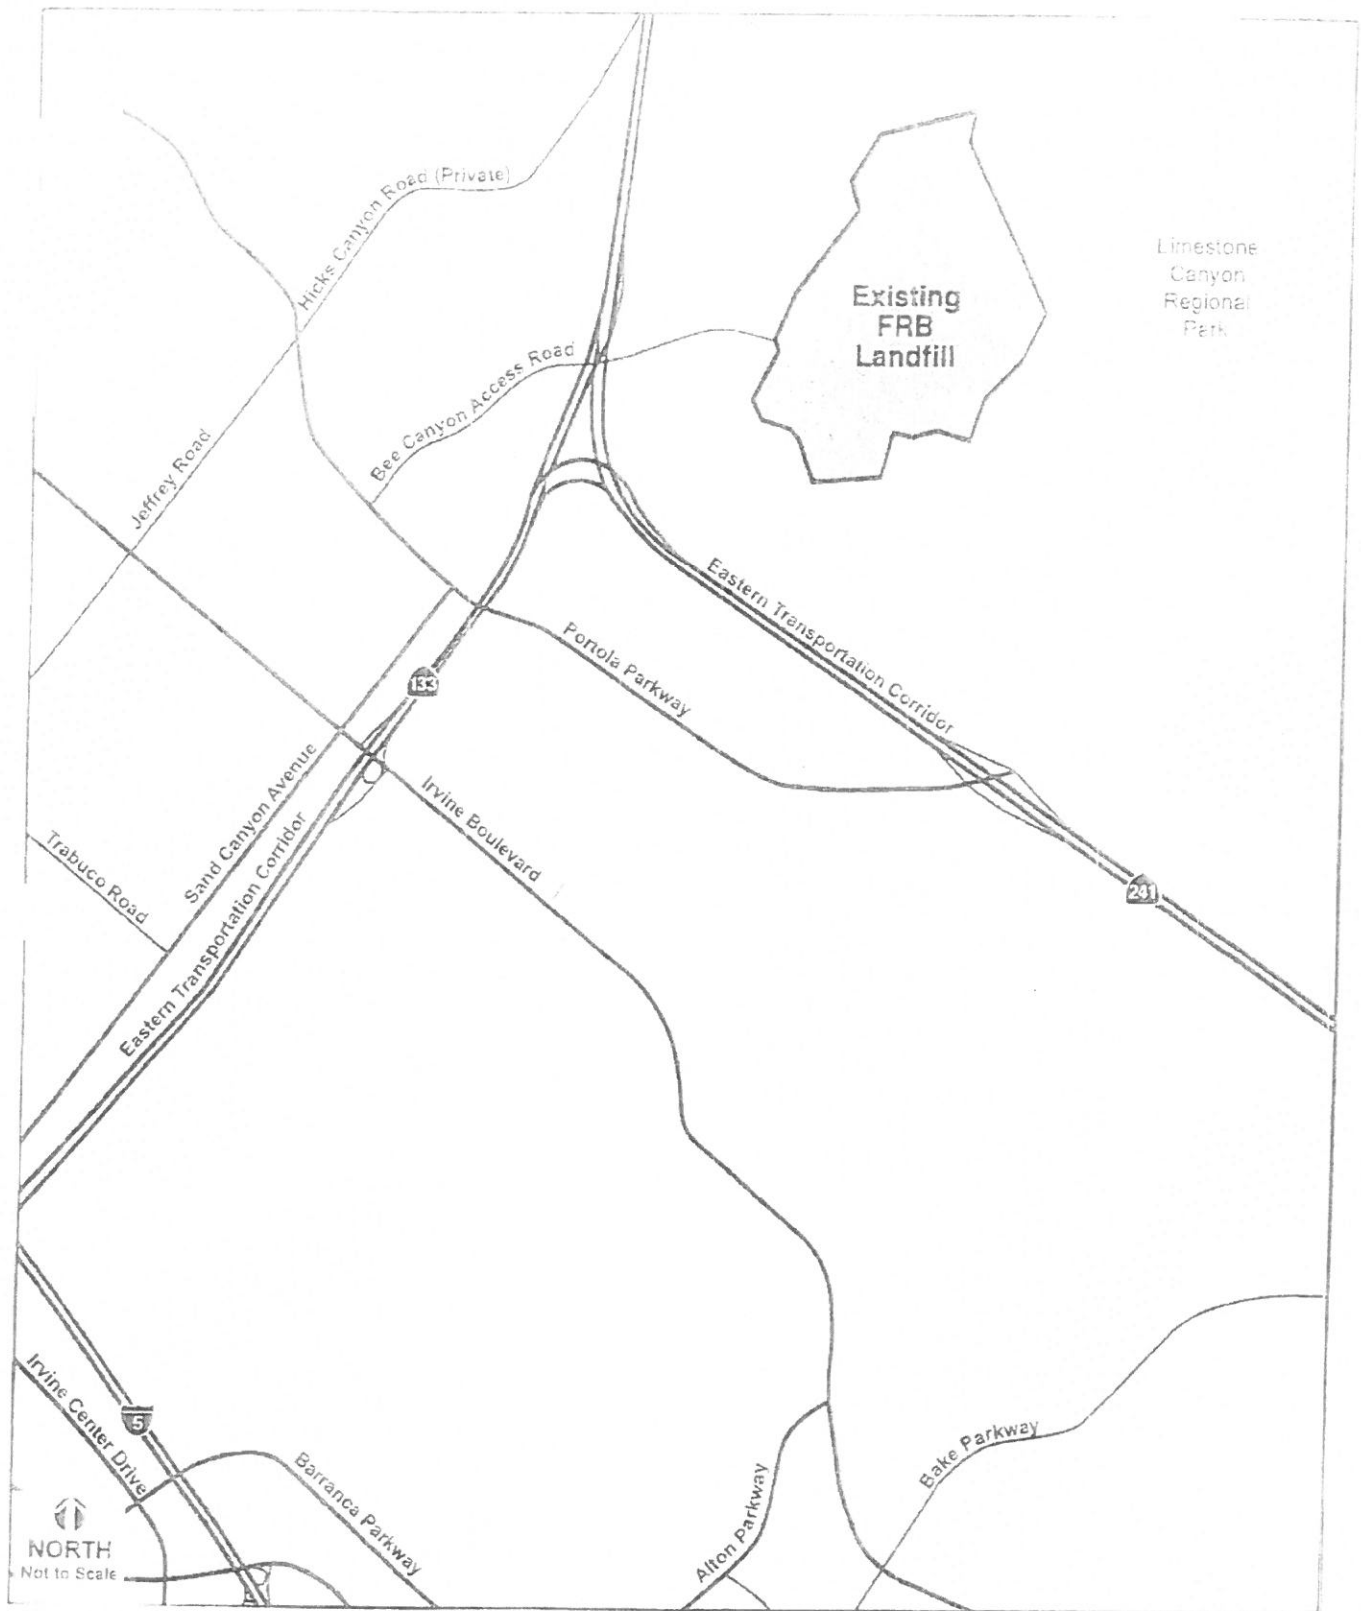 Hicks Canyon Road (Private)
Limestone
Canyon
Regional
Park
Existing
FRB
Landfill
Bee Canyon Access Road
Jeffrey Road
Eastern Transportation Corridor
Portola Parkway
133
Sand Canyon Avenue
Irvine Boulevard
Trabuco Road
Eastern Transportation Corridor
241
Irvine Center Drive
5
Barranca Parkway
Bake Parkway
Alton Parkway
NORTH
Not to Scale